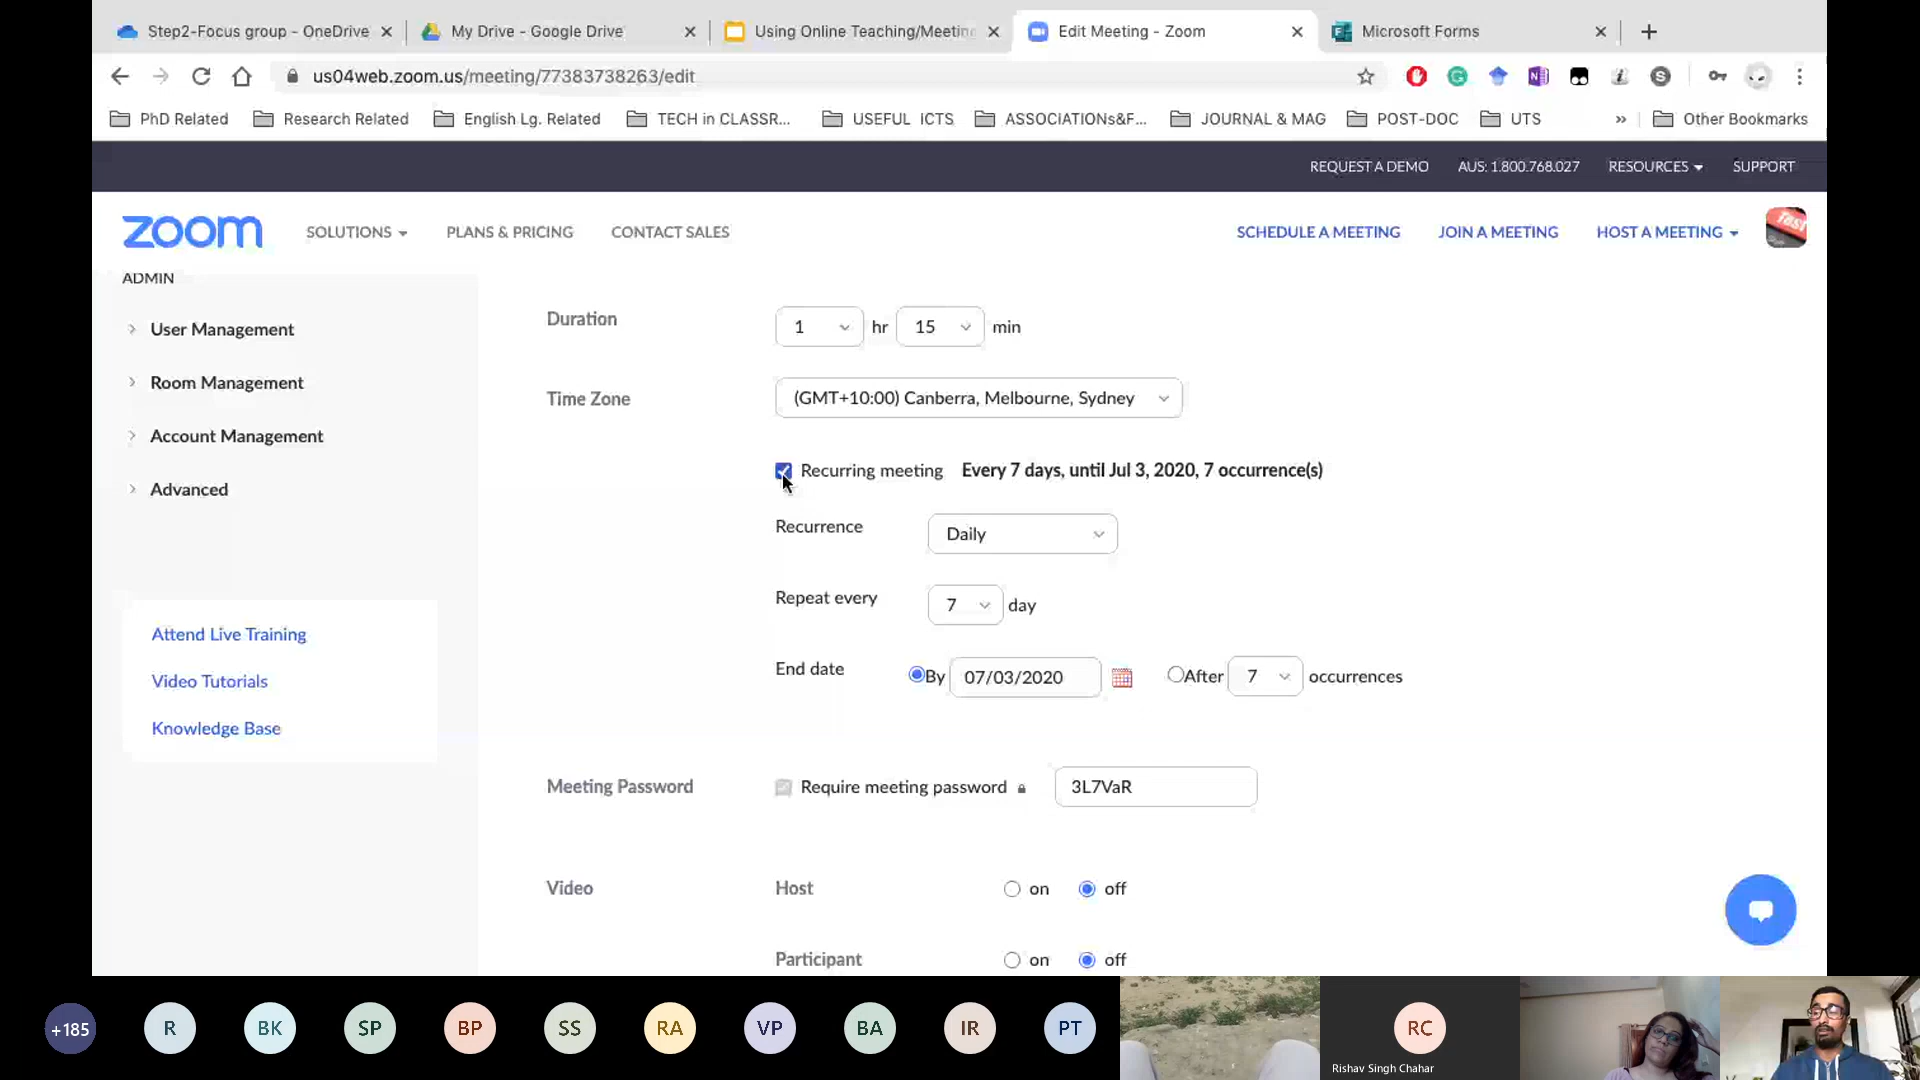 Step2-Focus group - OneDrive
My Drive - Google Drive
Using Online Teaching/Meetin
Edit Meeting - Zoom
Microsoft Forms
us04web.zoom.us/meeting/77383738263/edit
PhD Related
Research Related
English Lg. Related
TECH in CLASSR...
USEFUL ICTS
ASSOCIATIONs&F...
JOURNAL & MAG
POST-DOC
UTS
»
Other Bookmarks
REQUEST A DEMO
AUS: 1.800.768.027
RESOURCES
SUPPORT
zoom
SOLUTIONS
PLANS & PRICING
CONTACT SALES
SCHEDULE A MEETING
JOIN A MEETING
HOST A MEETING
Test
ADMIN
User Management
Room Management
Account Management
Advanced
Attend Live Training
Video Tutorials
Knowledge Base
Duration
1 hr 15 min
Time Zone
(GMT+10:00) Canberra, Melbourne, Sydney
Recurring meeting Every 7 days, until Jul 3, 2020, 7 occurrence(s)
Recurrence Daily
Repeat every 7 day
End date By 07/03/2020 After 7 occurrences
Meeting Password Require meeting password 3L7VaR
Video Host on off
Participant on off
+185
R
BK
SP
BP
SS
RA
VP
BA
IR
PT
RC
Rishav Singh Chahar